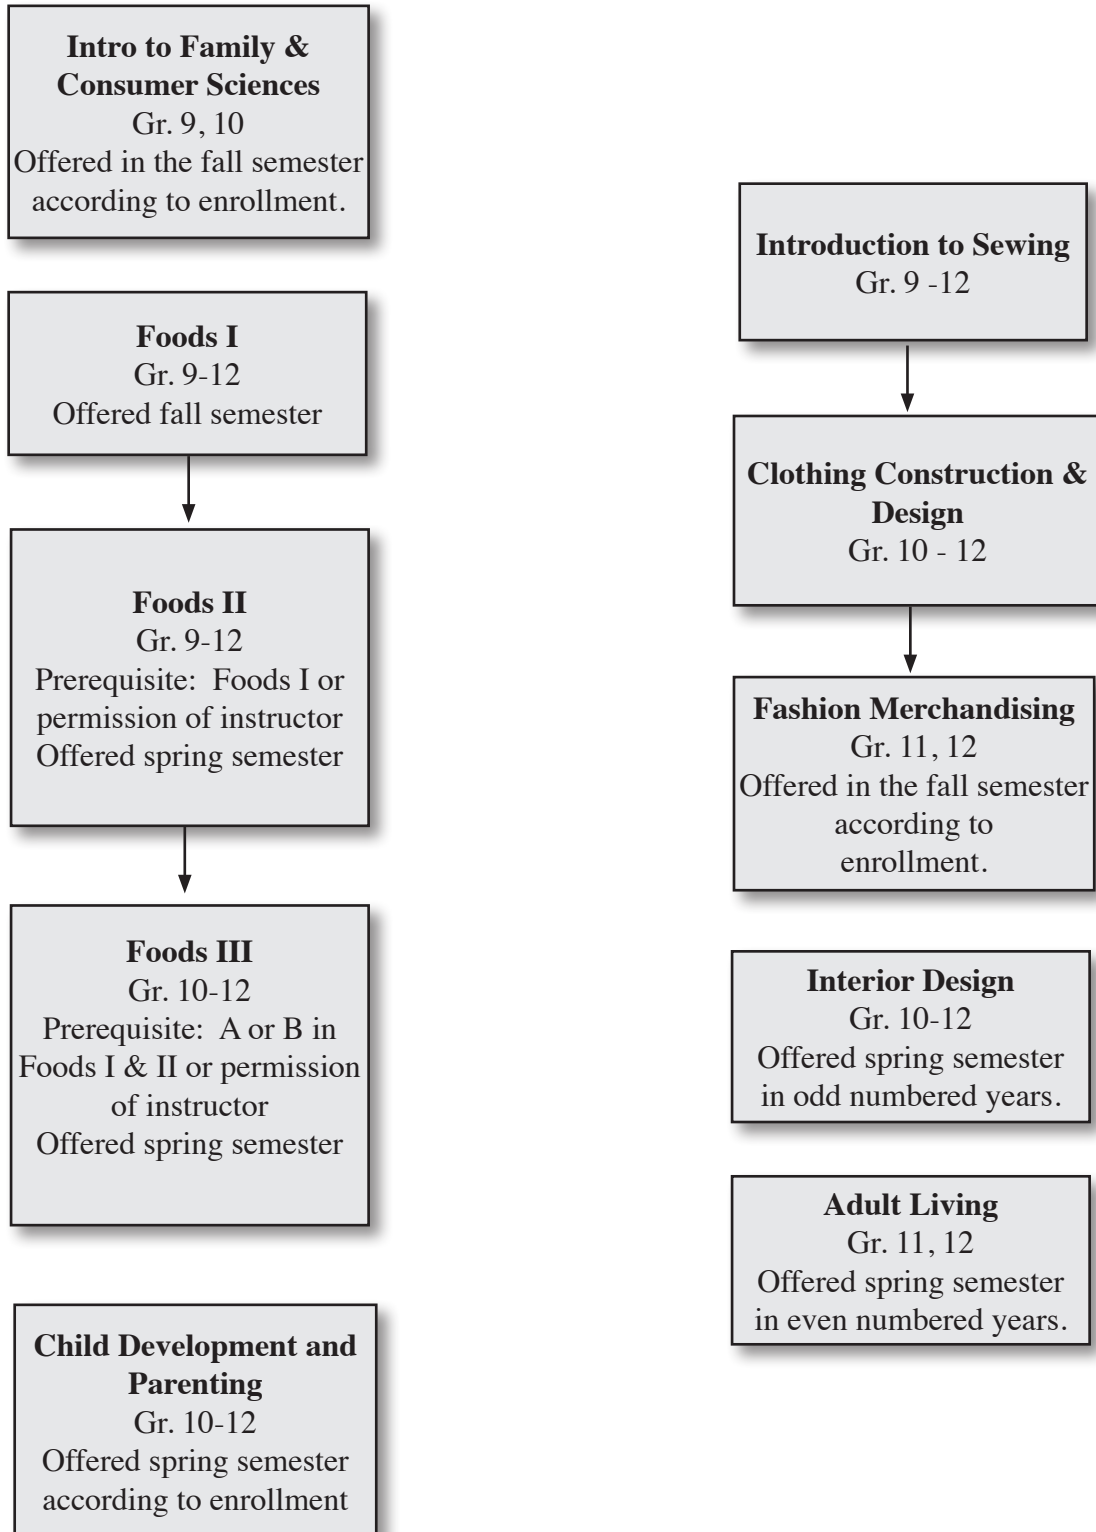 Intro to Family &
Consumer Sciences
Gr. 9, 10
Offered in the fall semester
according to enrollment.
Foods I
Gr. 9-12
Offered fall semester
Foods II
Gr. 9-12
Prerequisite:  Foods I or
permission of instructor
Offered spring semester
Foods III
Gr. 10-12
Prerequisite:  A or B in
Foods I & II or permission
of instructor
Offered spring semester
Child Development and
Parenting
Gr. 10-12
Offered spring semester
according to enrollment
Introduction to Sewing
Gr. 9 -12
Clothing Construction &
Design
Gr. 10 - 12
Fashion Merchandising
Gr. 11, 12
Offered in the fall semester
according to
enrollment.
Interior Design
Gr. 10-12
Offered spring semester
in odd numbered years.
Adult Living
Gr. 11, 12
Offered spring semester
in even numbered years.